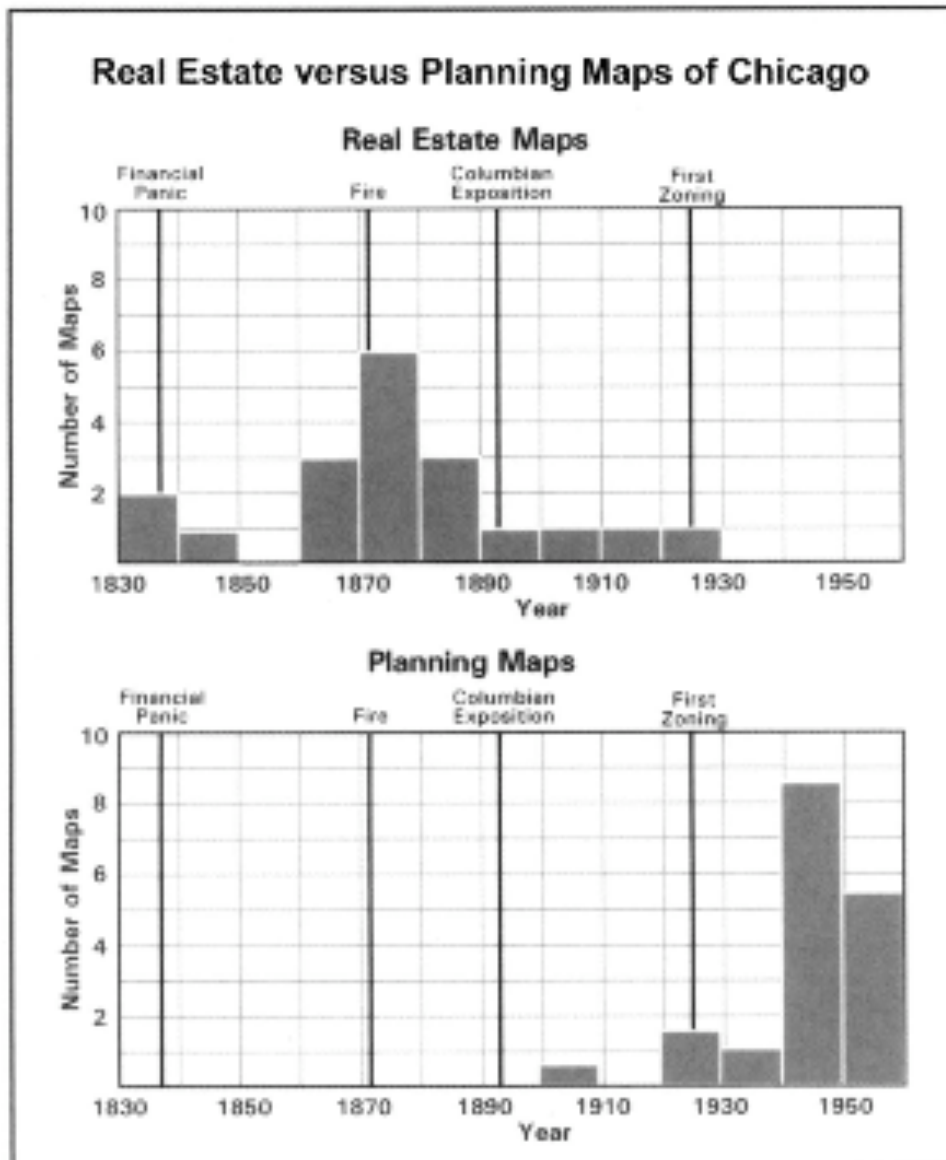 Real Estate versus Planning Maps of Chicago
Real Estate Maps
Financial
Panic
Fire
Columbian
Exposition
First
Zoning
10
8
6
4
2
Number of Maps
1830 1850 1870 1890 1910 1930 1950
Year
Planning Maps
Financial
Panic
Fire
Columbian
Exposition
First
Zoning
10
8
6
4
2
Number of Maps
1830 1850 1870 1890 1910 1930 1950
Year